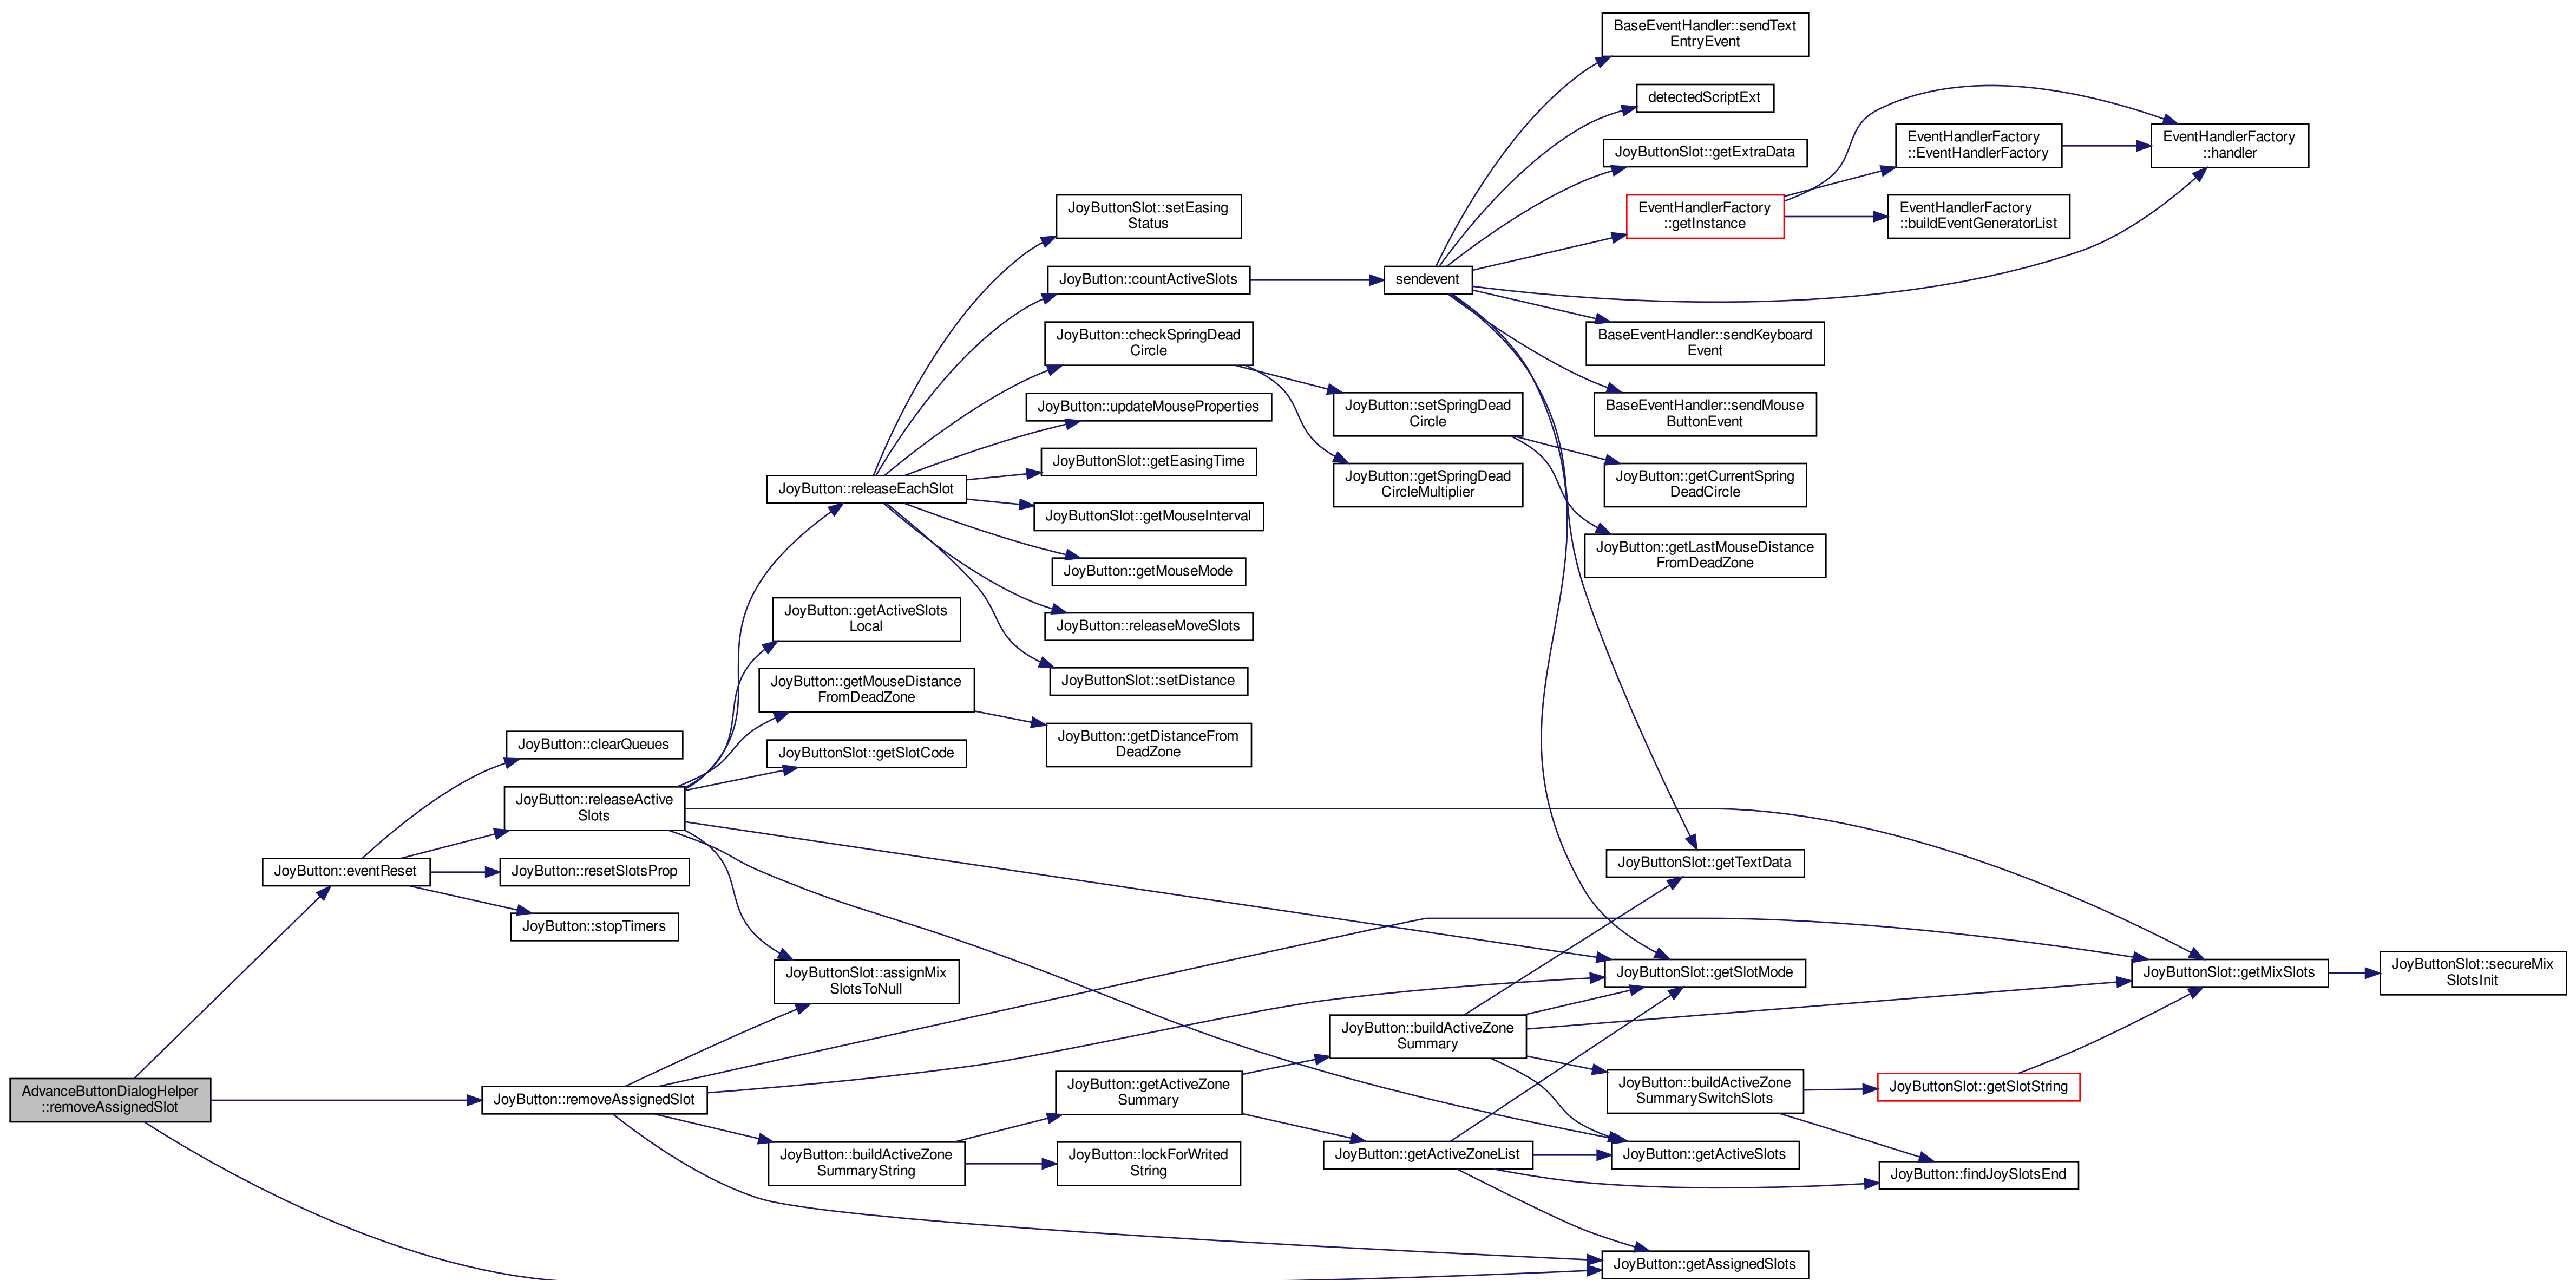 BaseEventHandler::sendText
EntryEvent
detectedScriptExt
JoyButtonSlot::getExtraData
EventHandlerFactory
::EventHandlerFactory
EventHandlerFactory
::handler
EventHandlerFactory
::getInstance
EventHandlerFactory
::buildEventGeneratorList
JoyButtonSlot::setEasing
Status
JoyButton::countActiveSlots
sendevent
BaseEventHandler::sendKeyboard
Event
JoyButton::checkSpringDead
Circle
JoyButton::updateMouseProperties
JoyButton::setSpringDead
Circle
BaseEventHandler::sendMouse
ButtonEvent
JoyButtonSlot::getEasingTime
JoyButton::getSpringDead
CircleMultiplier
JoyButton::getCurrentSpring
DeadCircle
JoyButton::releaseEachSlot
JoyButtonSlot::getMouseInterval
JoyButton::getLastMouseDistance
FromDeadZone
JoyButton::getMouseMode
JoyButton::getActiveSlots
Local
JoyButton::releaseMoveSlots
JoyButton::getMouseDistance
FromDeadZone
JoyButtonSlot::setDistance
JoyButton::clearQueues
JoyButtonSlot::getSlotCode
JoyButton::getDistanceFrom
DeadZone
JoyButton::releaseActive
Slots
JoyButton::eventReset
JoyButton::resetSlotsProp
JoyButtonSlot::getTextData
JoyButton::stopTimers
JoyButtonSlot::assignMix
SlotsToNull
JoyButtonSlot::getSlotMode
JoyButtonSlot::getMixSlots
JoyButtonSlot::secureMix
SlotsInit
JoyButton::buildActiveZone
Summary
AdvanceButtonDialogHelper
::removeAssignedSlot
JoyButton::removeAssignedSlot
JoyButton::getActiveZone
Summary
JoyButton::buildActiveZone
SummarySwitchSlots
JoyButtonSlot::getSlotString
JoyButton::buildActiveZone
SummaryString
JoyButton::lockForWrited
String
JoyButton::getActiveZoneList
JoyButton::getActiveSlots
JoyButton::findJoySlotsEnd
JoyButton::getAssignedSlots